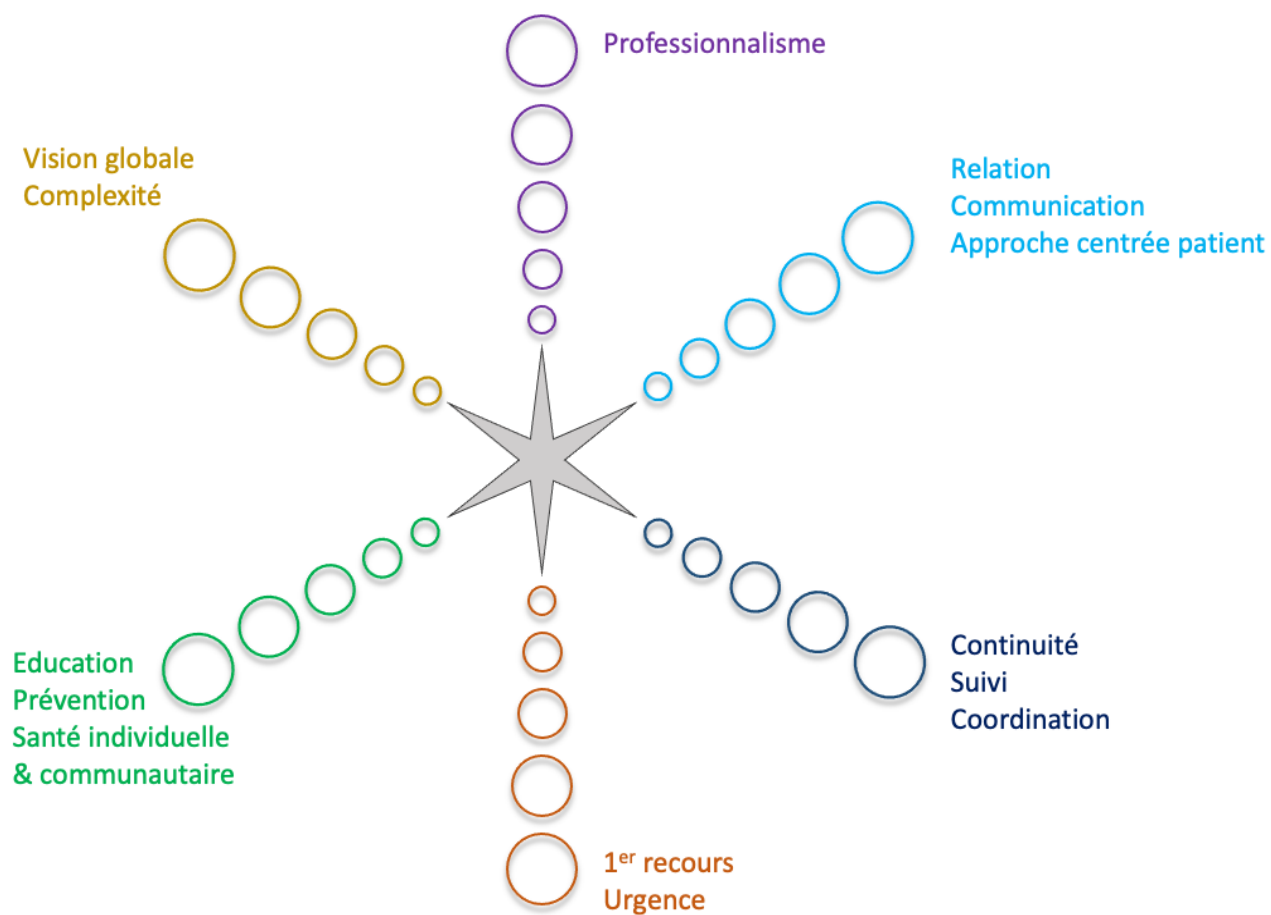 Professionnalisme
Vision globale
Complexité
Relation
Communication
Approche centrée patient
Education
Prévention
Santé individuelle
& communautaire
Continuité
Suivi
Coordination
1er recours
Urgence